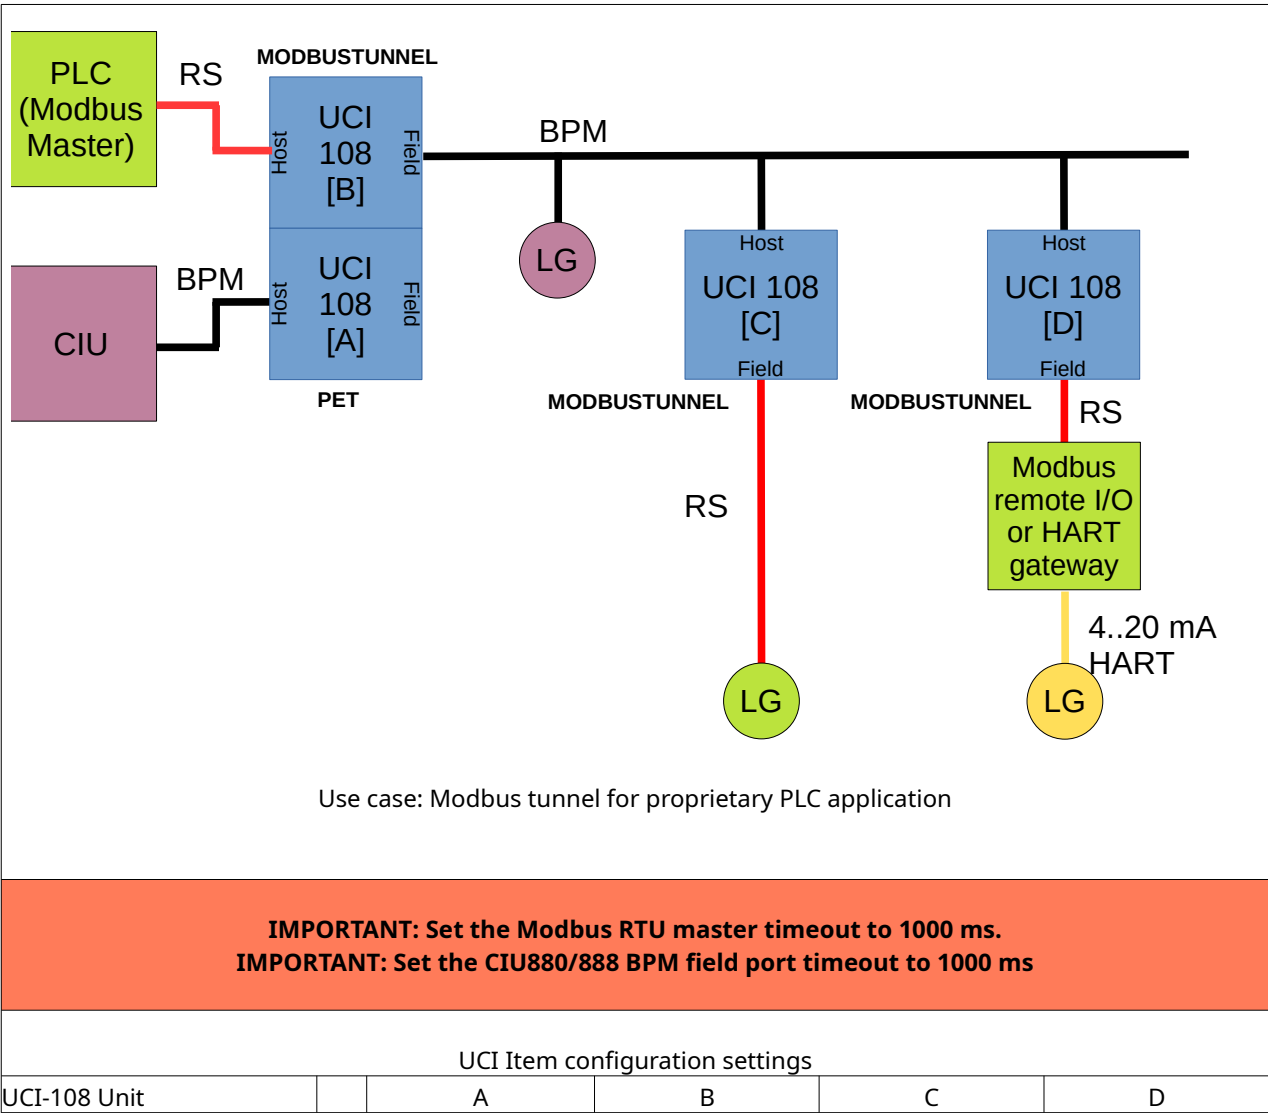 MODBUSTUNNEL
PLC
(Modbus
Master)
RS
Host
UCI
108
[B]
Field
BPM
CIU
BPM
Host
UCI
108
[A]
Field
PET
LG
Host
UCI 108
[C]
Field
MODBUSTUNNEL
RS
LG
Host
UCI 108
[D]
Field
MODBUSTUNNEL
RS
Modbus
remote I/O
or HART
gateway
4..20 mA
HART
LG
Use case: Modbus tunnel for proprietary PLC application
IMPORTANT: Set the Modbus RTU master timeout to 1000 ms.
IMPORTANT: Set the CIU880/888 BPM field port timeout to 1000 ms
UCI Item configuration settings
UCI-108 Unit A B C D